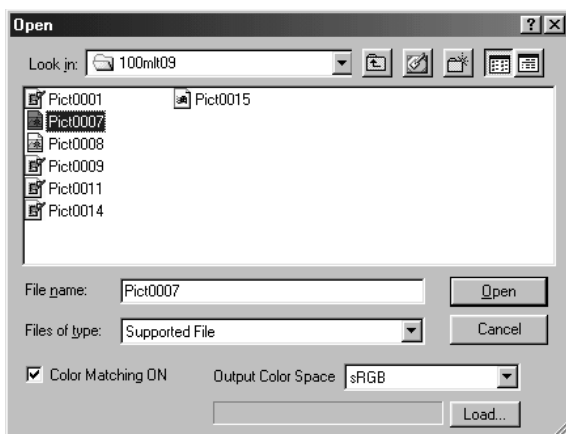 Open
Look in: 100mlt09
Pict0001 Pict0015
Pict0007
Pict0008
Pict0009
Pict0011
Pict0014
File name: Pict0007 Open
Files of type: Supported File Cancel
Color Matching ON Output Color Space sRGB
Load...